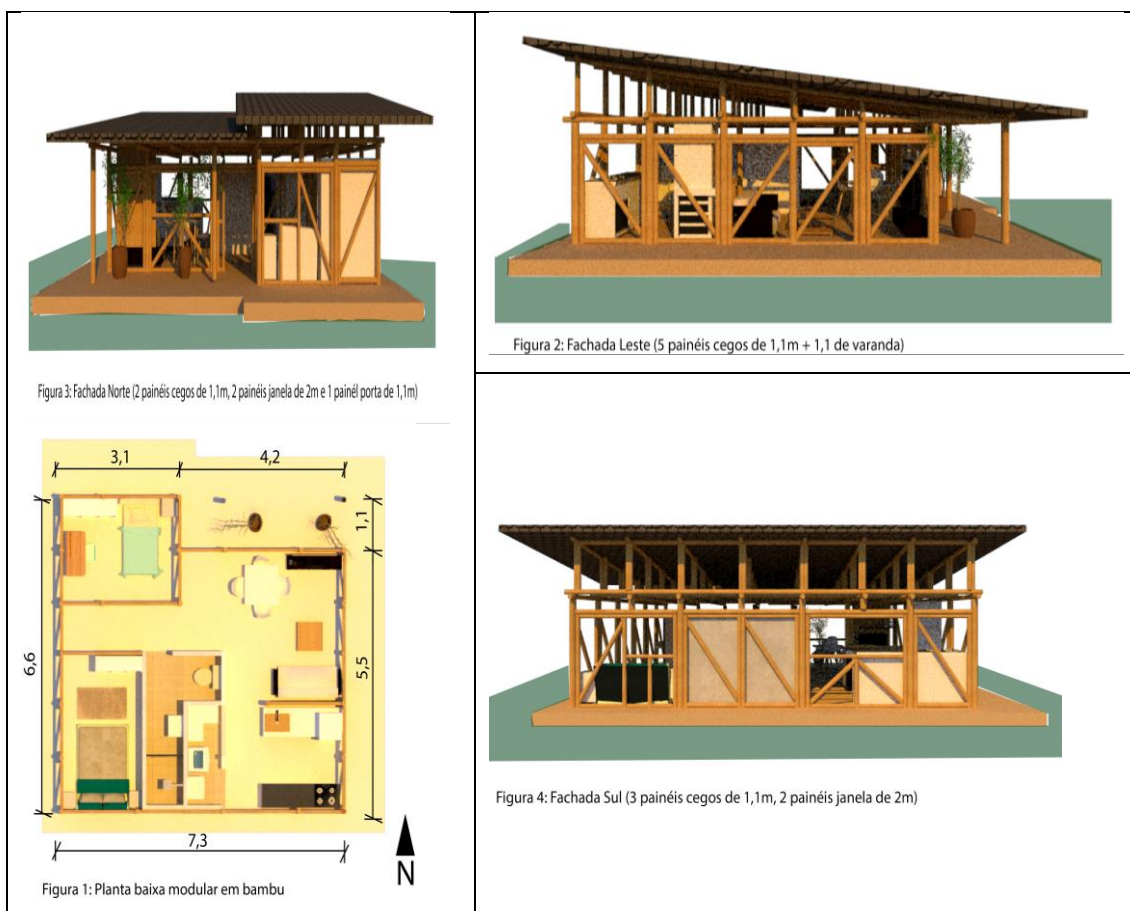 Figura 3: Fachada Norte (2 painéis cegos de 1,1m, 2 painéis janela de 2m e 1 painél porta de 1,1m)
3,1
4,2
1,1
6,6
5,5
7,3
N
Figura 1: Planta baixa modular em bambu
Figura 2: Fachada Leste (5 painéis cegos de 1,1m + 1,1 de varanda)
Figura 4: Fachada Sul (3 painéis cegos de 1,1m, 2 painéis janela de 2m)